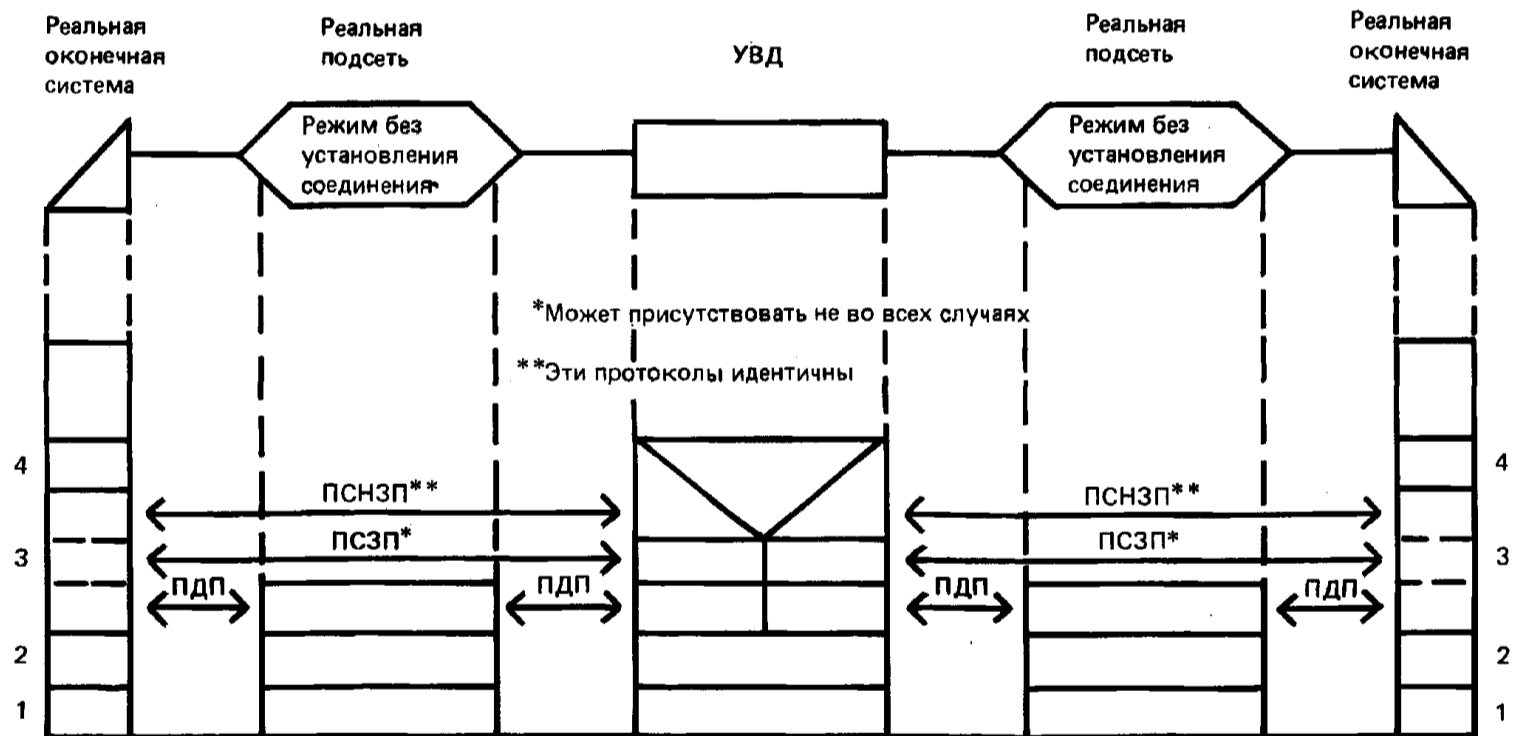 Реальная
оконечная
система
Реальная
подсеть
УВД
Реальная
подсеть
Реальная
оконечная
система
Режим без
установления
соединения
Режим без
установления
соединения
*Может присутствовать не во всех случаях
**Эти протоколы идентичны
4
ПСНЗП**
ПСНЗП**
4
3
ПСЗП*
ПСЗП*
3
ПДП
ПДП
ПДП
ПДП
2
2
1
1